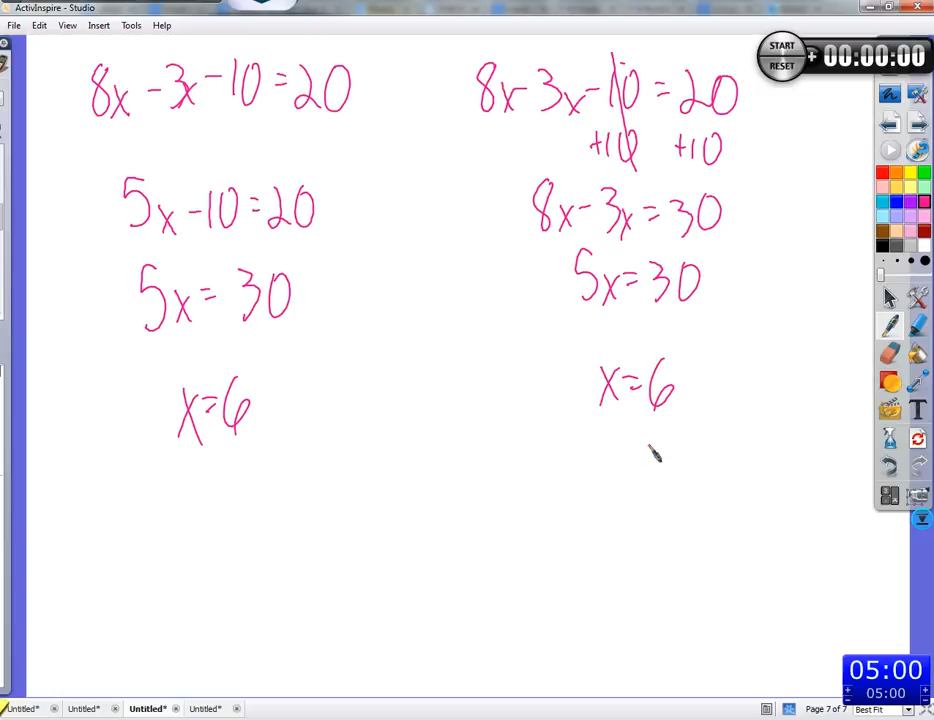 ActivInspire - Studio
File Edit View Insert Tools Help
START
RESET
+ 00:00:00
8x - 3x - 10 = 20
5x - 10 = 20
5x = 30
x = 6
8x - 3x - 10 = 20
+10 +10
8x - 3x = 30
5x = 30
x = 6
05:00
05:00
Untitled* Untitled* Untitled* Untitled*
Page 7 of 7 Best Fit